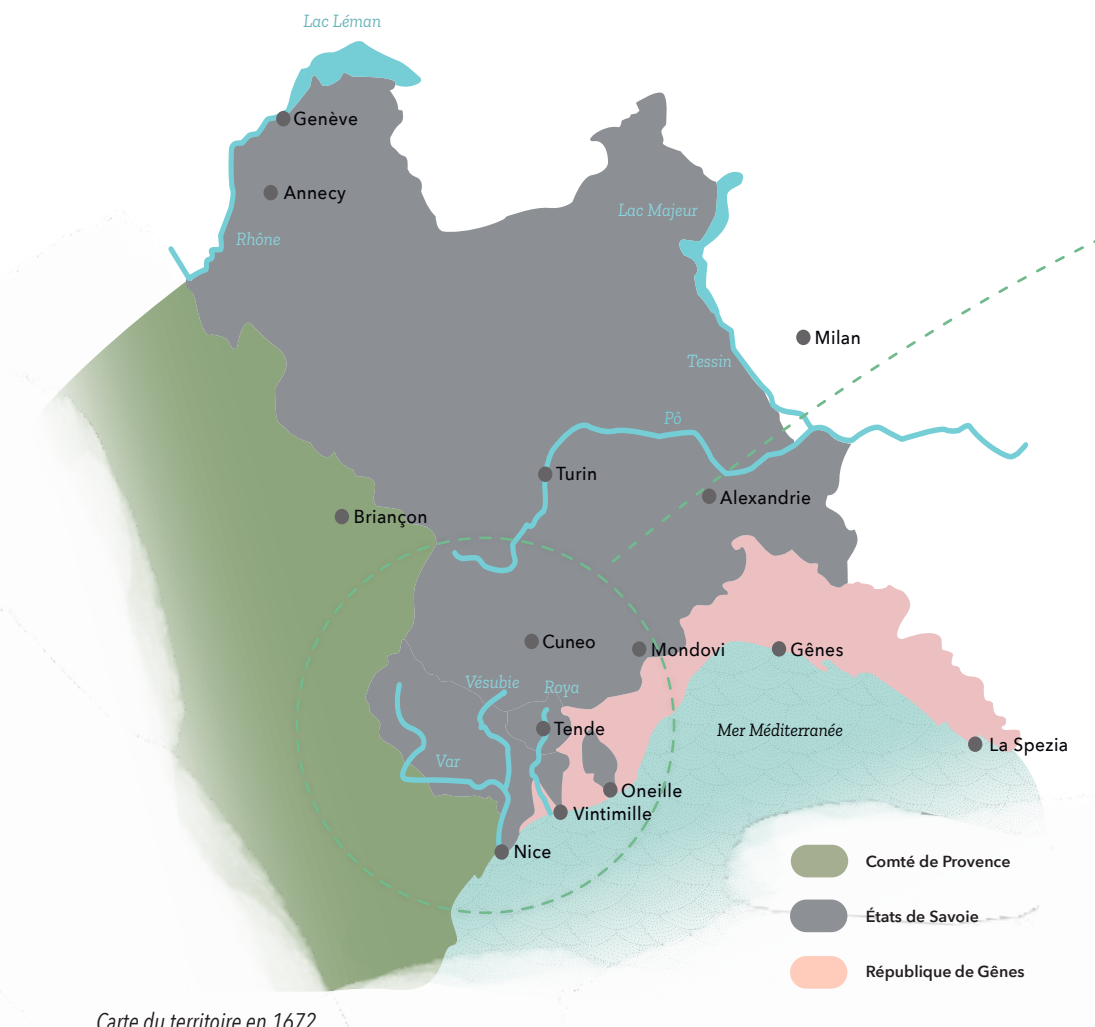 Lac Léman
Genève
Annecy
Lac Majeur
Rhône
Milan
Tessin
Pô
Turin
Alexandrie
Briançon
Cuneo
Mondovi
Gênes
Vésubie
Roya
Tende
Mer Méditerranée
La Spezia
Var
Oneille
Vintimille
Nice
Comté de Provence
États de Savoie
République de Gênes
Carte du territoire en 1672